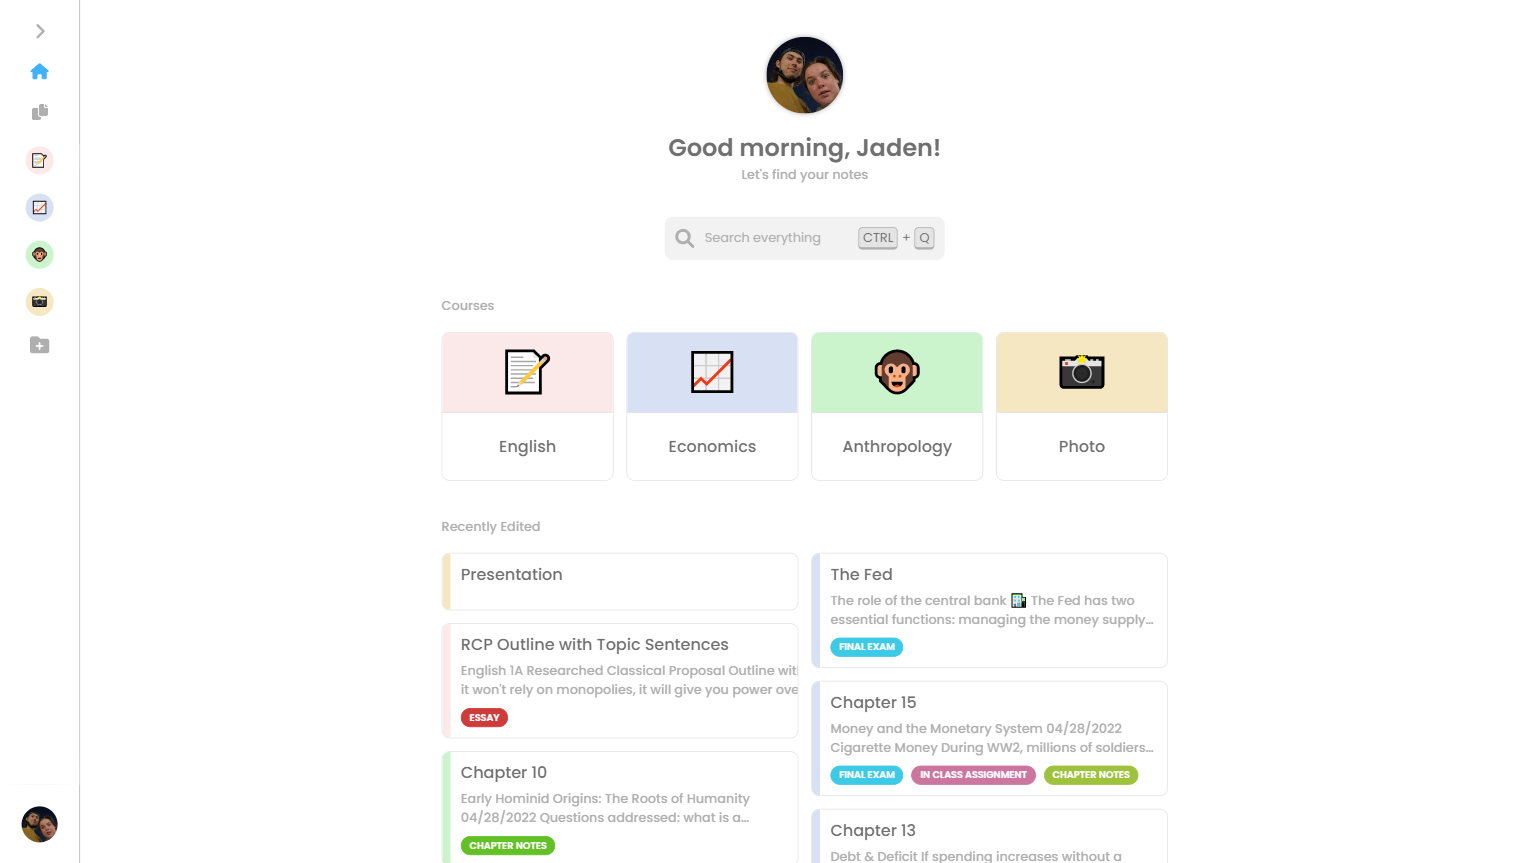 Good morning, Jaden!
Let's find your notes
Search everything CTRL + Q
Courses
English
Economics
Anthropology
Photo
Recently Edited
Presentation
RCP Outline with Topic Sentences
English 1A Researched Classical Proposal Outline wit
it won't rely on monopolies, it will give you power ove
ESSAY
Chapter 10
Early Hominid Origins: The Roots of Humanity
04/28/2022 Questions addressed: what is a...
CHAPTER NOTES
The Fed
The role of the central bank 🏦 The Fed has two
essential functions: managing the money supply...
FINAL EXAM
Chapter 15
Money and the Monetary System 04/28/2022
Cigarette Money During WW2, millions of soldiers...
FINAL EXAM IN CLASS ASSIGNMENT CHAPTER NOTES
Chapter 13
Debt & Deficit If spending increases without a